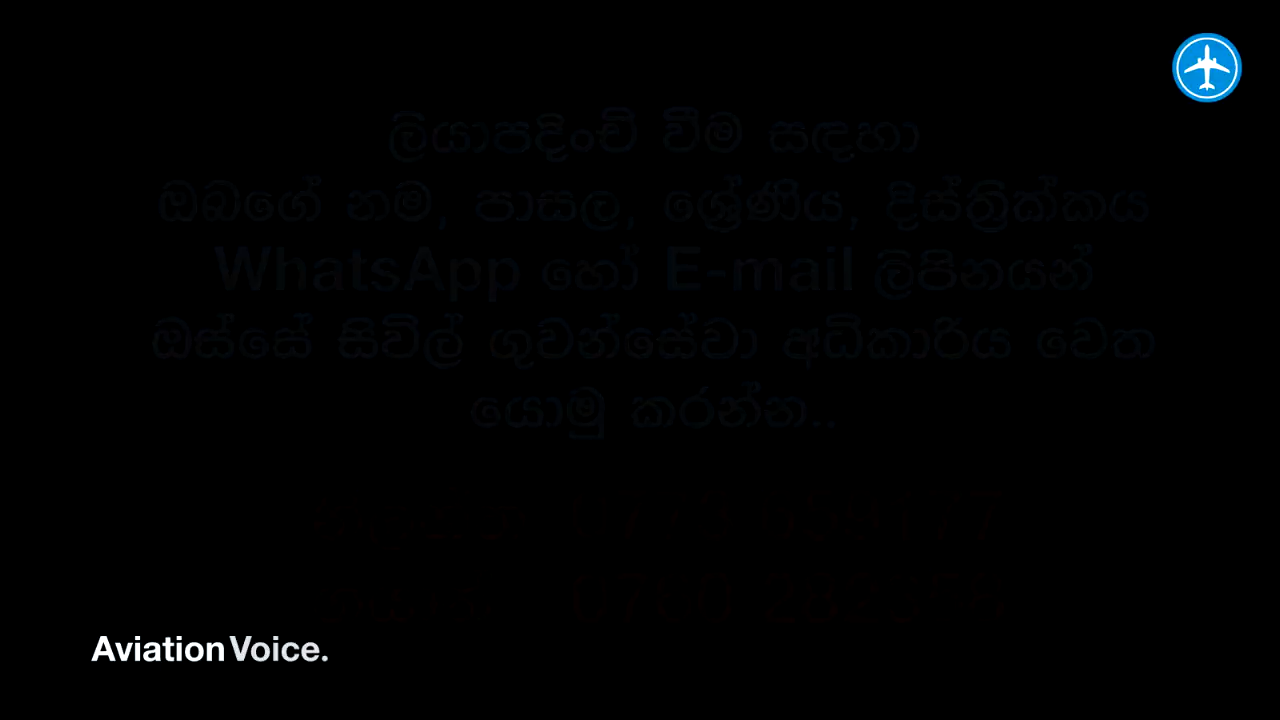 ලියාපදිංචි වීම සඳහා
ඔබගේ නම, පාසල, ශ්‍රේණිය, දිස්ත්‍රික්කය
WhatsApp හෝ E-mail ලිපිනයන්
ඔස්සේ සිවිල් ගුවන්සේවා අධිකාරිය වෙත
යොමු කරන්න..
Aviation Voice.